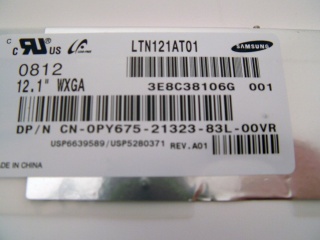 LTN121AT01
SAMSUNG
C US
0812
12.1" WXGA
3E8C38106G 001
DP/N CN-0PY675-21323-83L-00VR
USP6639589/USP5280371 REV.A01
MADE IN CHINA